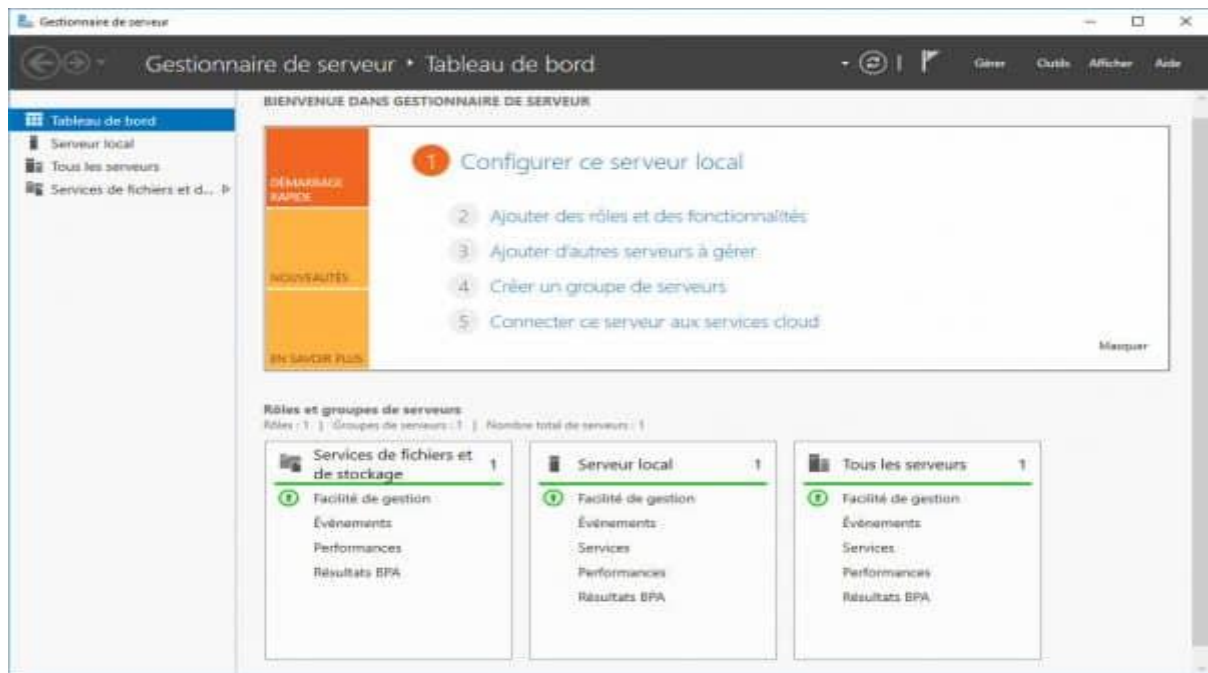 Gestionnaire de serveur
Gestionnaire de serveur • Tableau de bord
Gérer Outils Afficher Aide
Tableau de bord
Serveur local
Tous les serveurs
Services de fichiers et d...
BIENVENUE DANS GESTIONNAIRE DE SERVEUR
DÉMARRAGE
RAPIDE
NOUVEAUTÉS
EN SAVOIR PLUS
1 Configurer ce serveur local
2 Ajouter des rôles et des fonctionnalités
3 Ajouter d'autres serveurs à gérer
4 Créer un groupe de serveurs
5 Connecter ce serveur aux services cloud
Masquer
Rôles et groupes de serveurs
Rôles : 1 | Groupes de serveurs : 1 | Nombre total de serveurs : 1
Services de fichiers et
de stockage
1
Facilité de gestion
Événements
Performances
Résultats BPA
Serveur local 1
Facilité de gestion
Événements
Services
Performances
Résultats BPA
Tous les serveurs 1
Facilité de gestion
Événements
Services
Performances
Résultats BPA